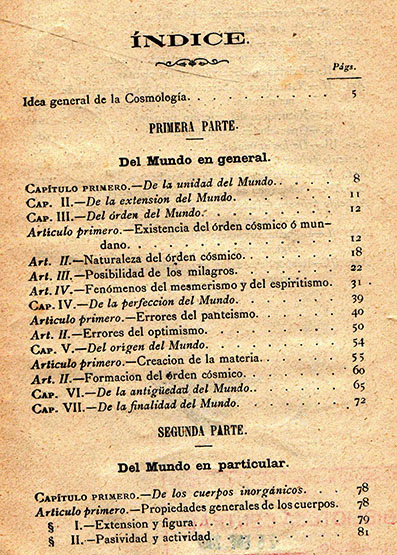 ÍNDICE.
Págs.
Idea general de la Cosmología. . . . . . . . . . 5
PRIMERA PARTE.
Del Mundo en general.
CAPÍTULO PRIMERO.—De la unidad del Mundo. . . . . 8
CAP. II.—De la extension del Mundo. . . . . . . 11
CAP. III.—Del órden del Mundo. . . . . . . . 12
Articulo primero.—Existencia del órden cósmico ó mun-
dano. . . . . . . . . . . . . 12
Art. II.—Naturaleza del órden cósmico. . . . . . 18
Art. III.—Posibilidad de los milagros. . . . . . 22
Art. IV.—Fenómenos del mesmerismo y del espiritismo. 31
CAP. IV.—De la perfeccion del Mundo. . . . . . 39
Articulo primero.—Errores del panteismo. . . . . 40
Art. II.—Errores del optimismo. . . . . . . . 50
CAP. V.—Del origen del Mundo. . . . . . . . 54
Articulo primero.—Creacion de la materia. . . . . 55
Art. II.—Formacion del órden cósmico. . . . . . 60
CAP. VI.—De la antigüedad del Mundo. . . . . . 65
CAP. VII.—De la finalidad del Mundo. . . . . . 72
SEGUNDA PARTE.
Del Mundo en particular.
CAPÍTULO PRIMERO.—De los cuerpos inorgánicos. . . . 78
Articulo primero.—Propiedades generales de los cuerpos. 78
§ I.—Extension y figura. . . . . . . . . 79
§ II.—Pasividad y actividad. . . . . . . . 81